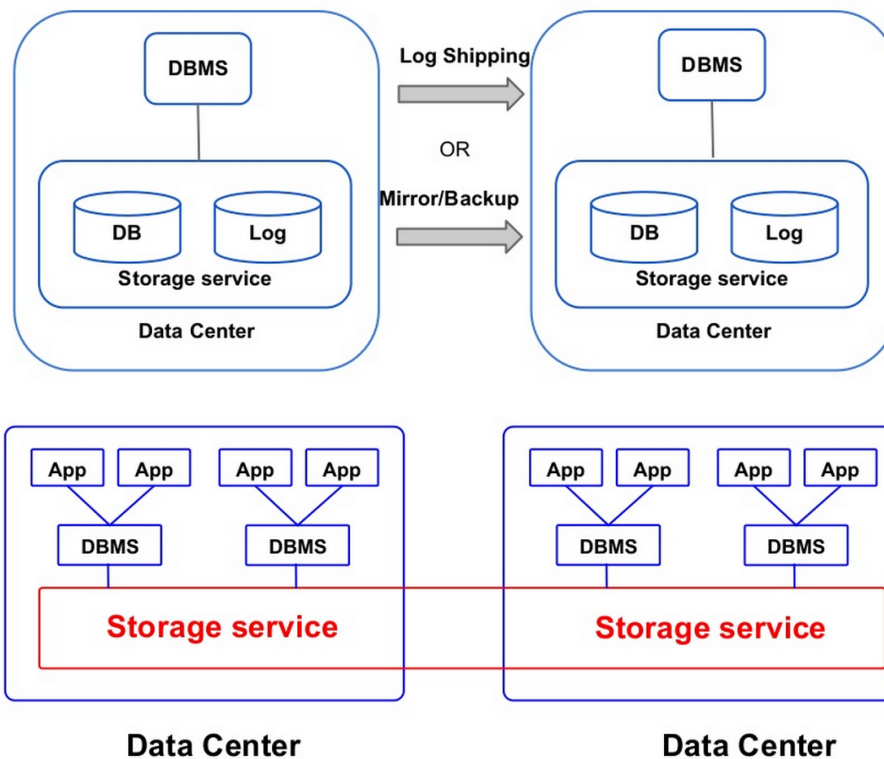 DBMS
Log Shipping
DBMS
OR
Mirror/Backup
DB
Log
Storage service
Data Center
DB
Log
Storage service
Data Center
App App App App
DBMS DBMS
App App App App
DBMS DBMS
Storage service
Storage service
Data Center
Data Center